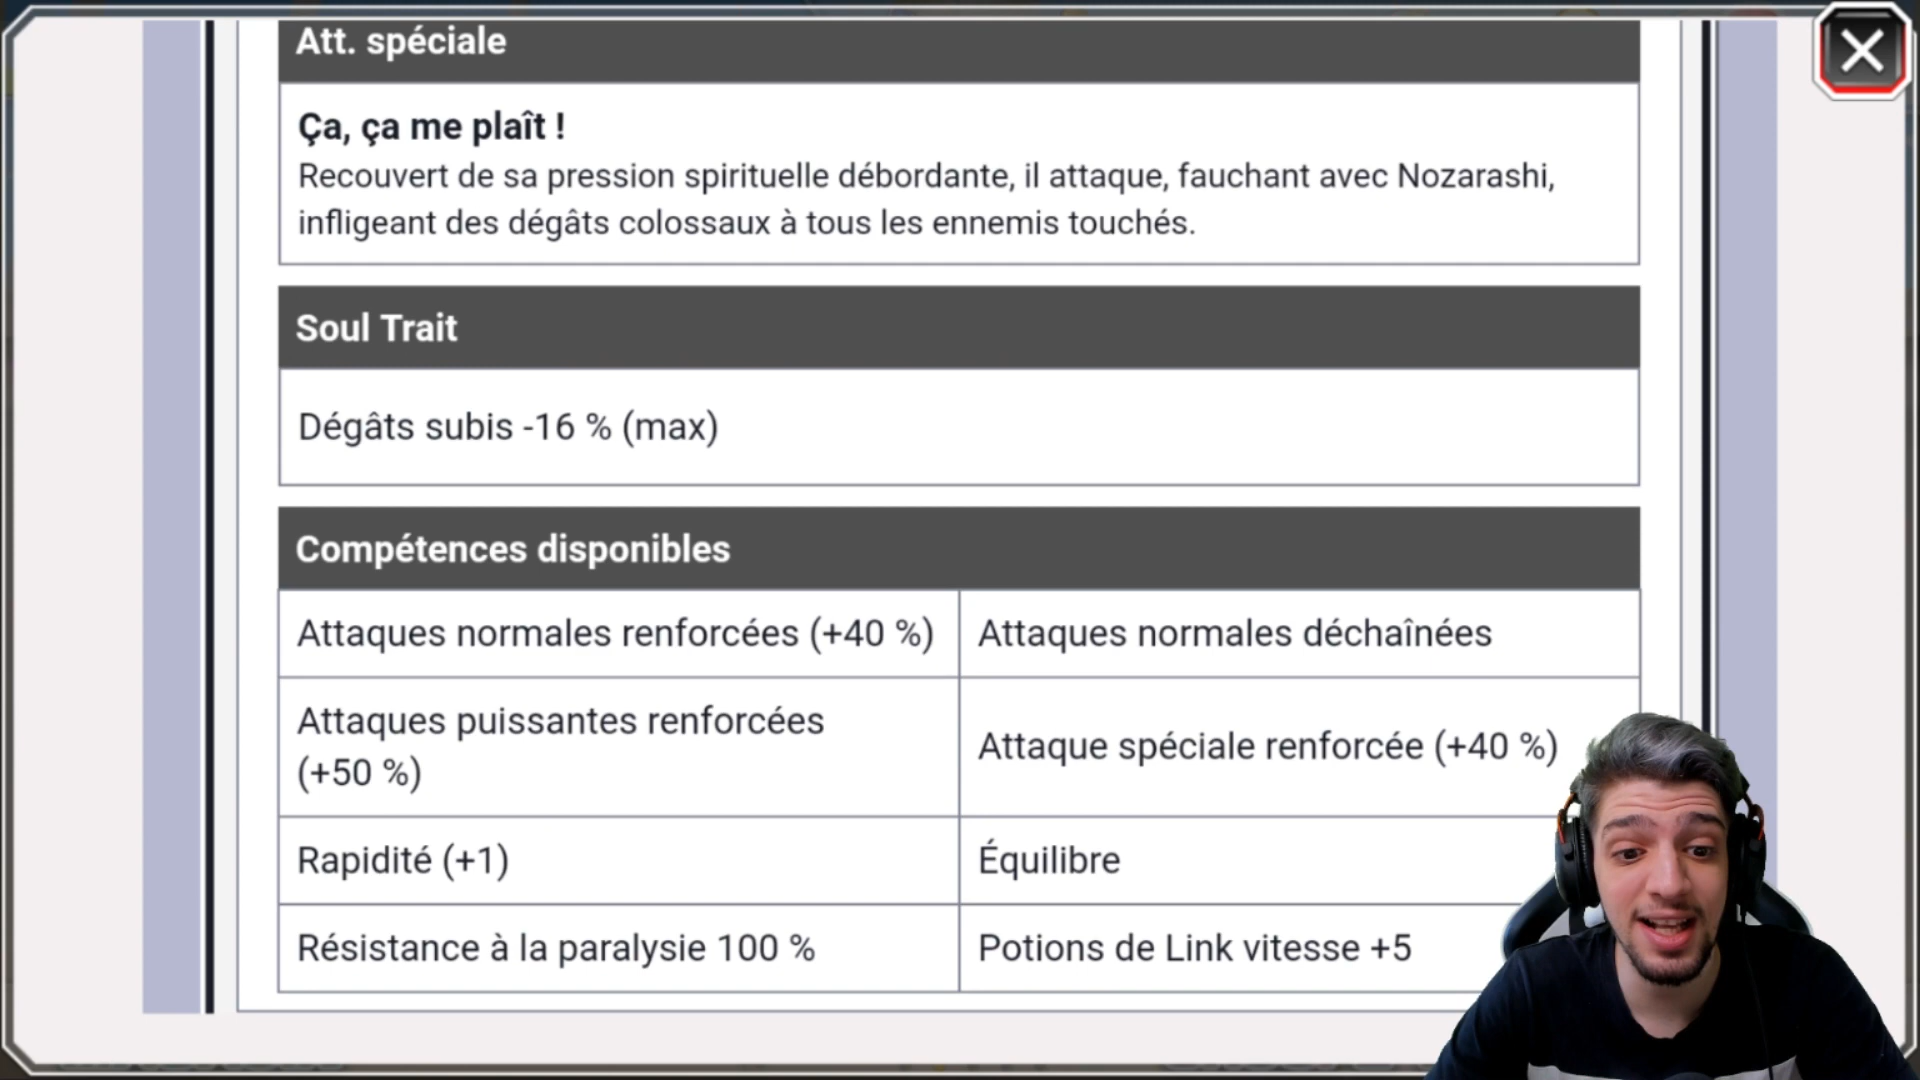 Att. spéciale
Ça, ça me plaît !
Recouvert de sa pression spirituelle débordante, il attaque, fauchant avec Nozarashi,
infligeant des dégâts colossaux à tous les ennemis touchés.
Soul Trait
Dégâts subis -16 % (max)
Compétences disponibles
Attaques normales renforcées (+40 %)
Attaques normales déchaînées
Attaques puissantes renforcées
(+50 %)
Attaque spéciale renforcée (+40 %)
Rapidité (+1)
Équilibre
Résistance à la paralysie 100 %
Potions de Link vitesse +5